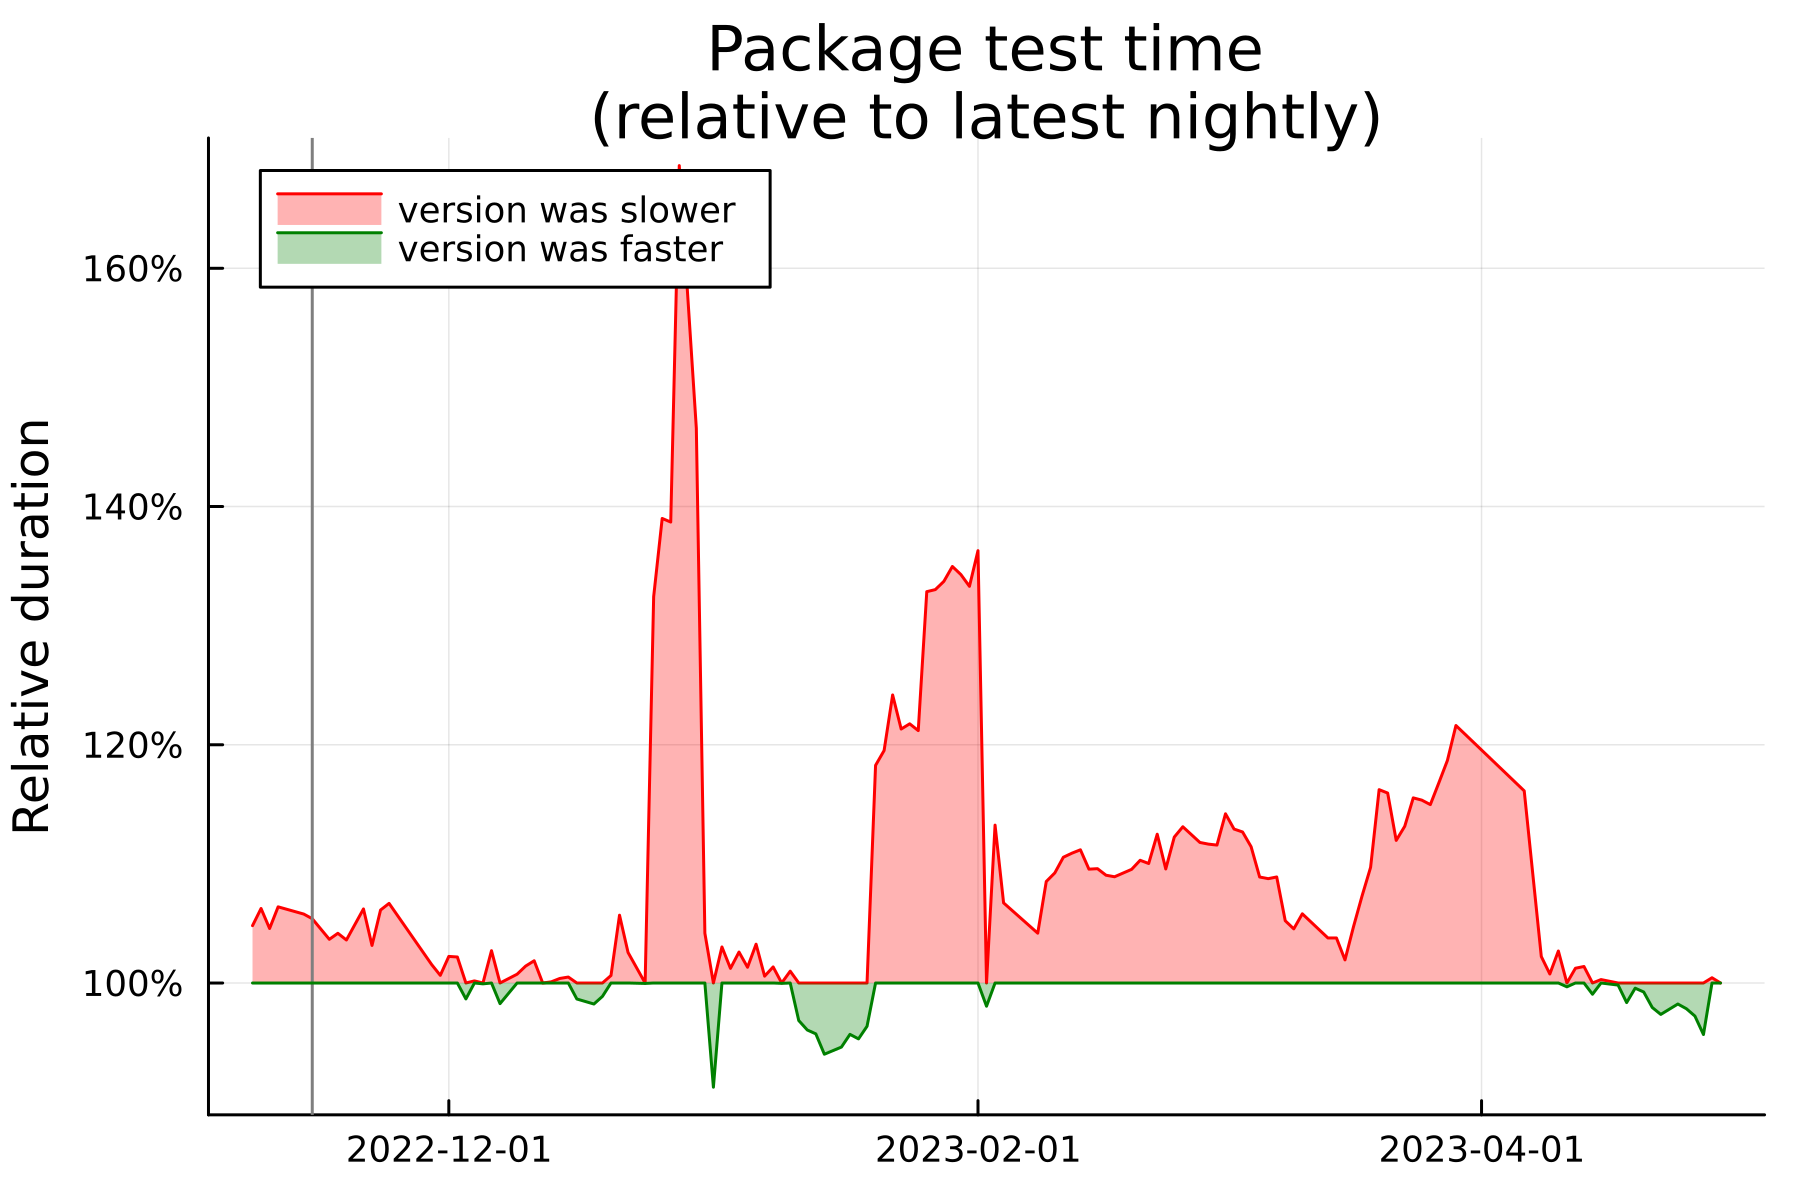 Package test time
(relative to latest nightly)
version was slower
version was faster
160%
140%
120%
100%
Relative duration
2022-12-01
2023-02-01
2023-04-01